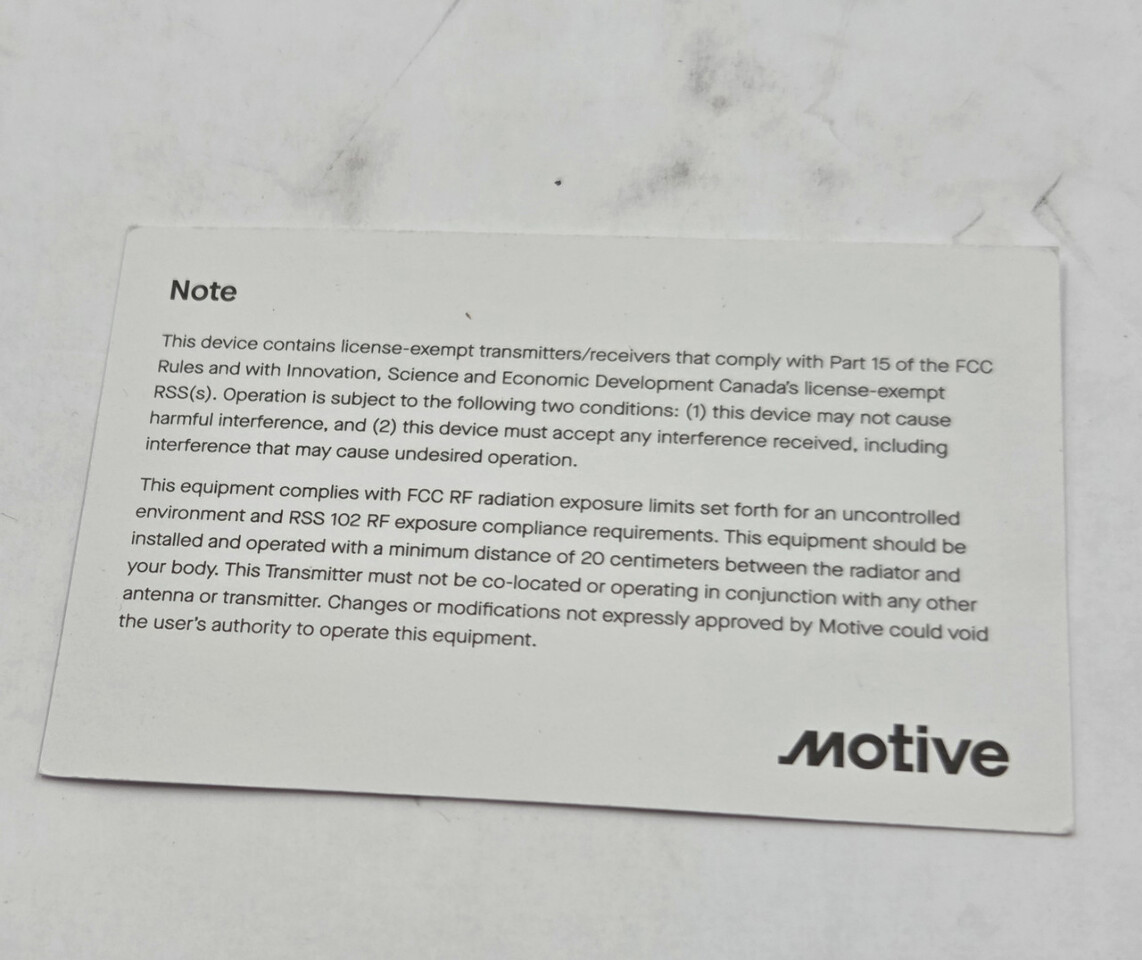 Note
This device contains license-exempt transmitters/receivers that comply with Part 15 of the FCC
Rules and with Innovation, Science and Economic Development Canada's license-exempt
RSS(s). Operation is subject to the following two conditions: (1) this device may not cause
harmful interference, and (2) this device must accept any interference received, including
interference that may cause undesired operation.
This equipment complies with FCC RF radiation exposure limits set forth for an uncontrolled
environment and RSS 102 RF exposure compliance requirements. This equipment should be
installed and operated with a minimum distance of 20 centimeters between the radiator and
your body. This Transmitter must not be co-located or operating in conjunction with any other
antenna or transmitter. Changes or modifications not expressly approved by Motive could void
the user's authority to operate this equipment.
Motive